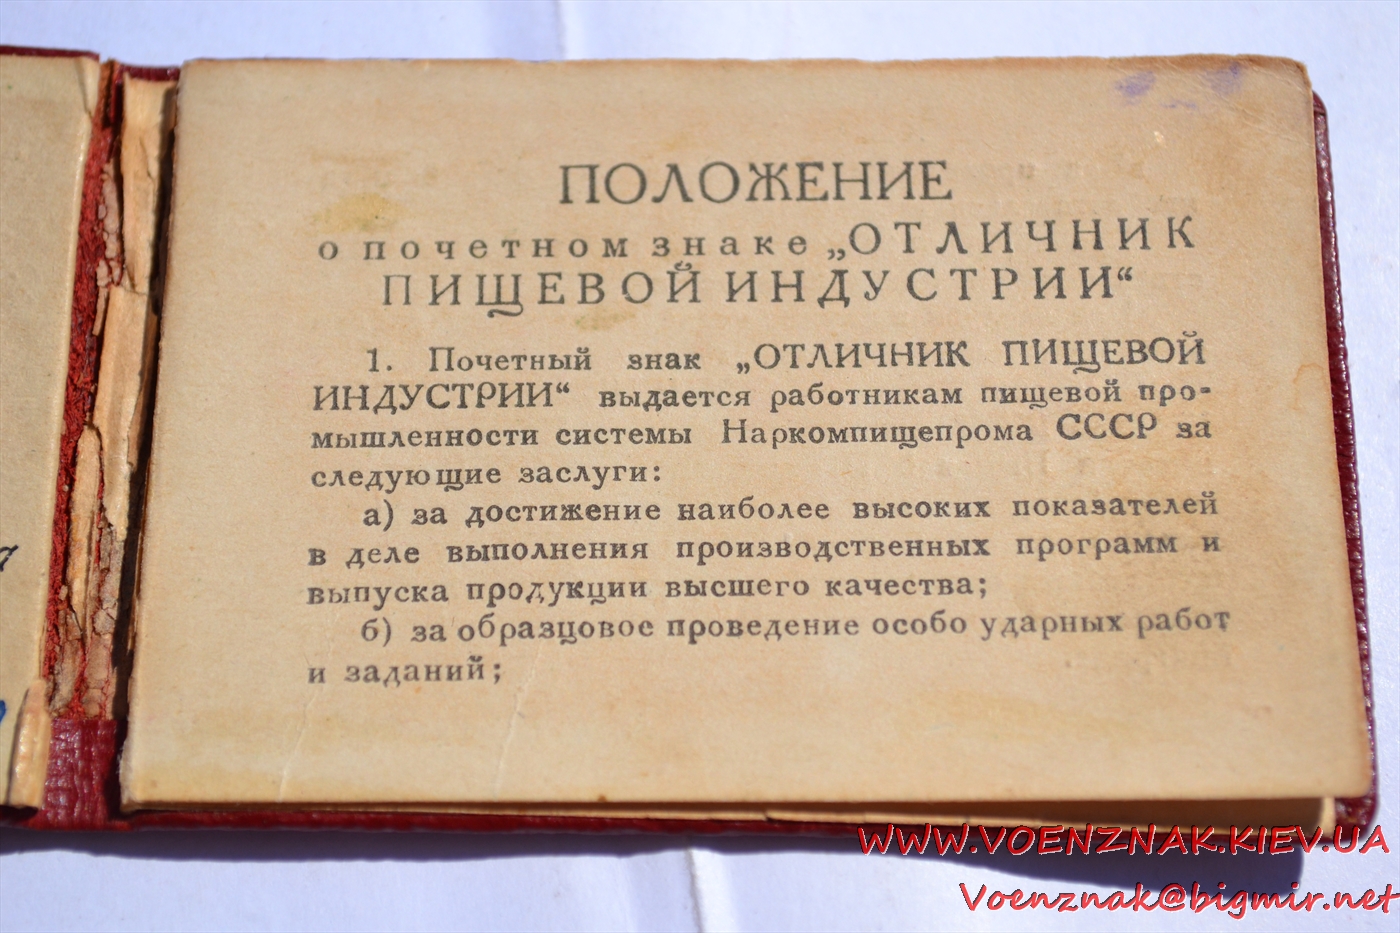 ПОЛОЖЕНИЕ
о почетном знаке „ОТЛИЧНИК
ПИЩЕВОЙ ИНДУСТРИИ“
1. Почетный знак „ОТЛИЧНИК ПИЩЕВОЙ
ИНДУСТРИИ“ выдается работникам пищевой про-
мышленности системы Наркомпищепрома СССР за
следующие заслуги:
а) за достижение наиболее высоких показателей
в деле выполнения производственных программ и
выпуска продукции высшего качества;
б) за образцовое проведение особо ударных работ
и заданий;
WWW.VOENZNAK.KIEV.UA
Voenznak@bigmir.net